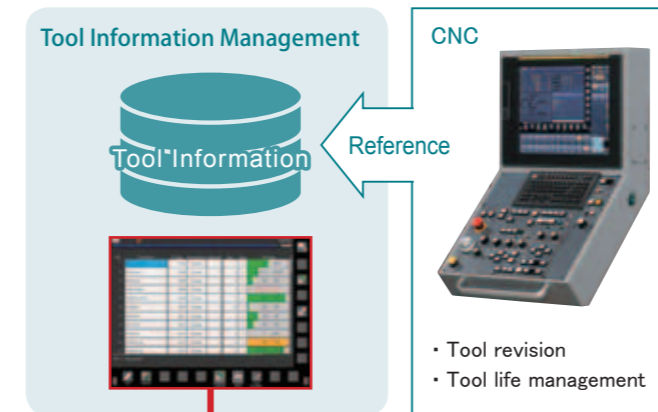 Tool Information Management
Tool Information
CNC
Reference
・Tool revision
・Tool life management